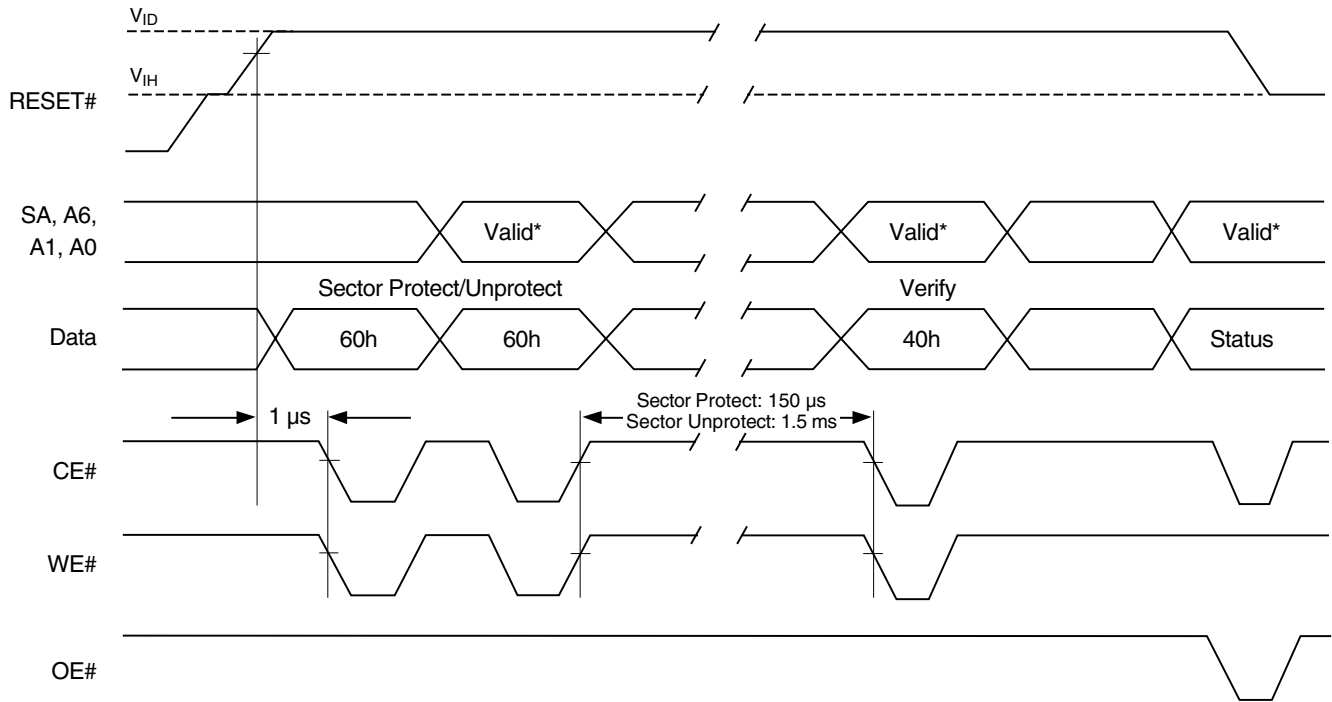 VID
VIH
RESET#
SA, A6,
A1, A0
Valid*
Valid*
Valid*
Sector Protect/Unprotect
Verify
Data
60h
60h
40h
Status
1 µs
Sector Protect: 150 µs
Sector Unprotect: 1.5 ms
CE#
WE#
OE#